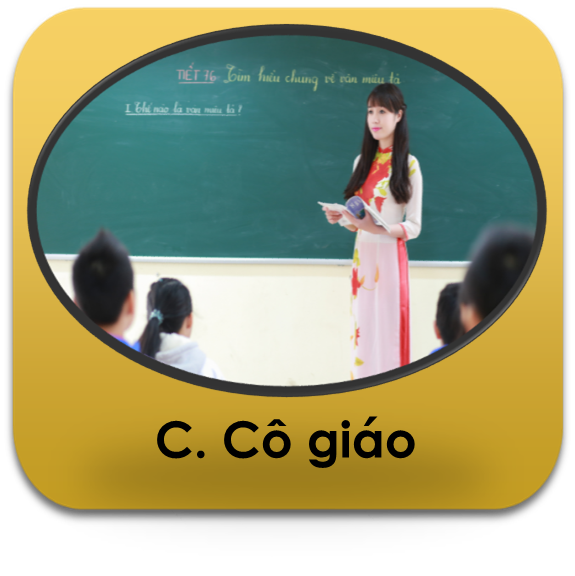 TIẾT 76 Tìm hiểu chung về văn miêu tả
I. Thế nào là văn miêu tả?
C. Cô giáo